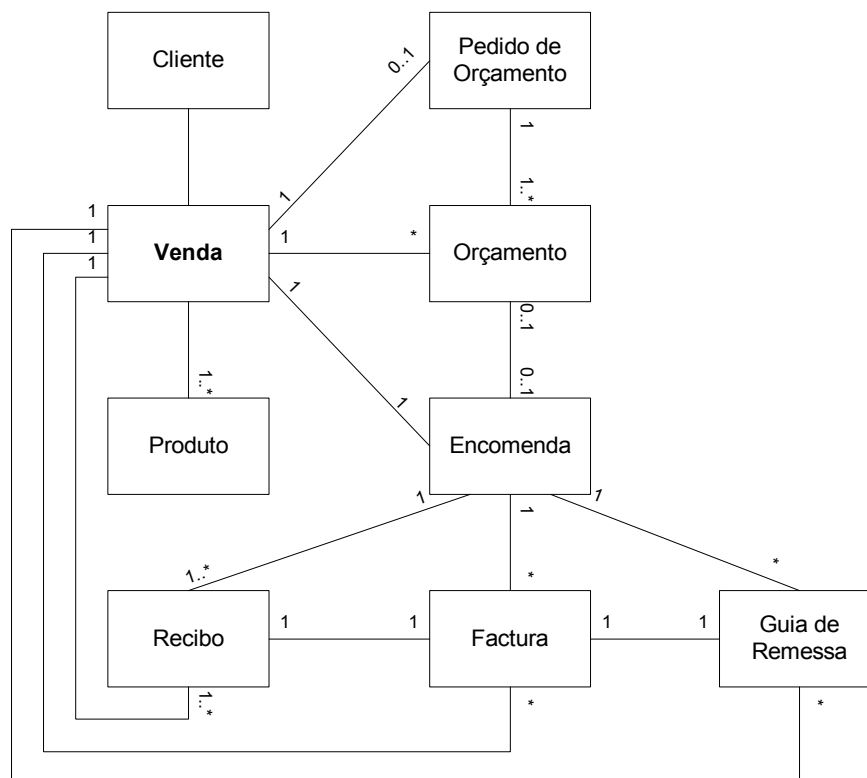 Cliente
Pedido de
Orçamento
0..1
1
1
1..*
1
1
1
1
Venda
1
*
Orçamento
1
0..1
1..*
0..1
1
Produto
Encomenda
1
1
1
1..*
*
*
Recibo
1
1
Factura
1
1
Guia de
Remessa
1..*
*
*